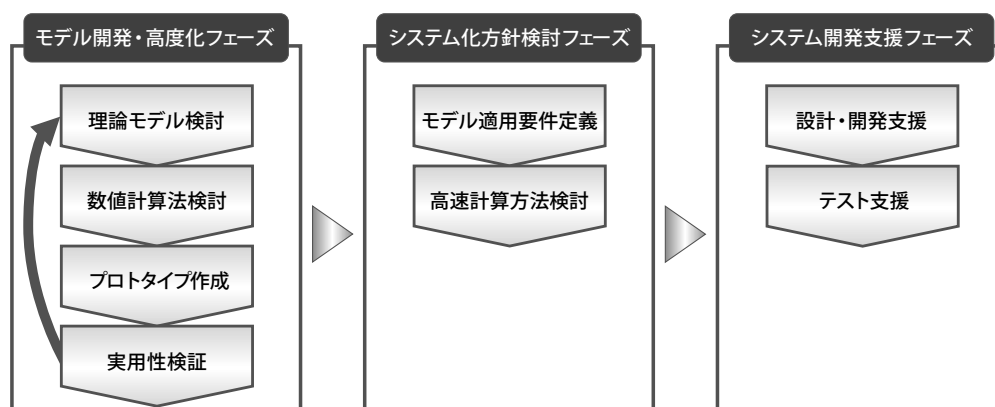 モデル開発・高度化フェーズ
理論モデル検討
数値計算法検討
プロトタイプ作成
実用性検証
システム化方針検討フェーズ
モデル適用要件定義
高速計算方法検討
システム開発支援フェーズ
設計・開発支援
テスト支援